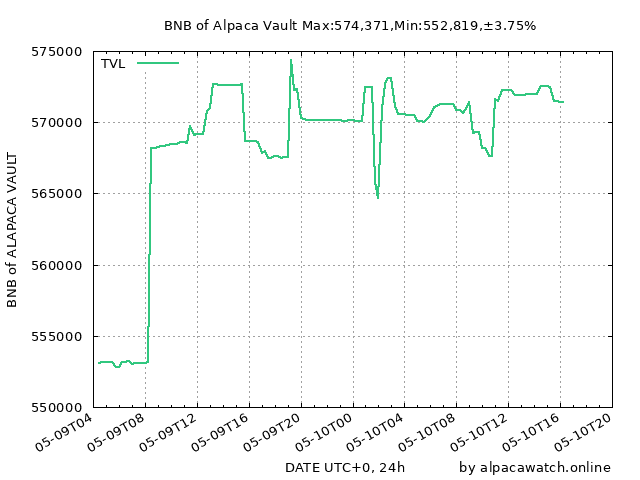 BNB of Alpaca Vault Max:574,371,Min:552,819,±3.75%
575000
TVL
570000
565000
BNB of ALAPACA VAULT
560000
555000
550000
05-09T04
05-09T08
05-09T12
05-09T16
05-09T20
05-10T00
05-10T04
05-10T08
05-10T12
05-10T16
05-10T20
DATE UTC+0, 24h
by alpacawatch.online